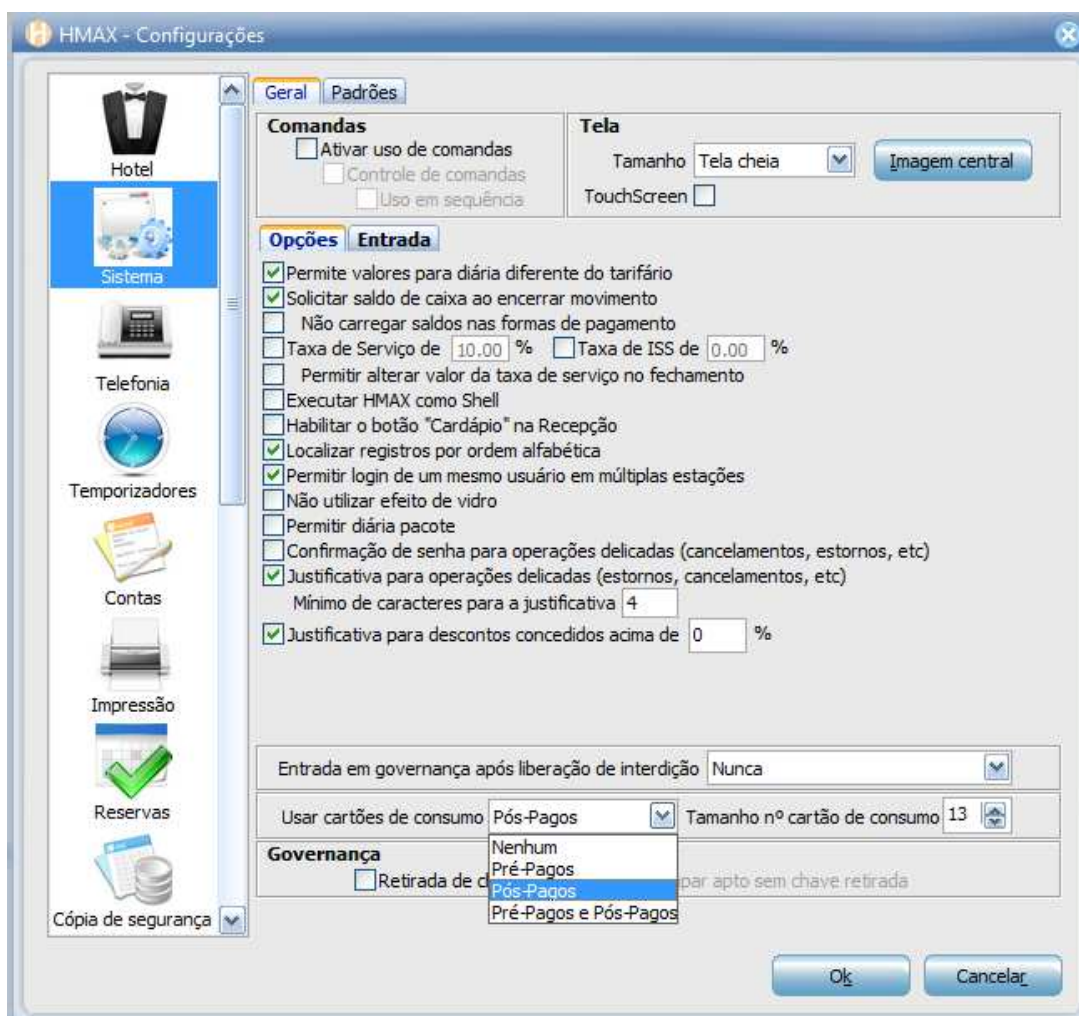 HMAX - Configurações
Hotel
Sistema
Telefonia
Temporizadores
Contas
Impressão
Reservas
Cópia de segurança
Geral Padrões
Comandas
Ativar uso de comandas
Controle de comandas
Uso em sequência
Tela
Tamanho Tela cheia Imagem central
TouchScreen
Opções Entrada
Permite valores para diária diferente do tarifário
Solicitar saldo de caixa ao encerrar movimento
Não carregar saldos nas formas de pagamento
Taxa de Serviço de 10.00 % Taxa de ISS de 0.00 %
Permitir alterar valor da taxa de serviço no fechamento
Executar HMAX como Shell
Habilitar o botão "Cardápio" na Recepção
Localizar registros por ordem alfabética
Permitir login de um mesmo usuário em múltiplas estações
Não utilizar efeito de vidro
Permitir diária pacote
Confirmação de senha para operações delicadas (cancelamentos, estornos, etc)
Justificativa para operações delicadas (estornos, cancelamentos, etc)
Mínimo de caracteres para a justificativa 4
Justificativa para descontos concedidos acima de 0 %
Entrada em governança após liberação de interdição Nunca
Usar cartões de consumo Pós-Pagos Tamanho nº cartão de consumo 13
Nenhum
Pré-Pagos
Pós-Pagos
Pré-Pagos e Pós-Pagos
Governança
Retirada de apto sem chave retirada
Ok Cancelar